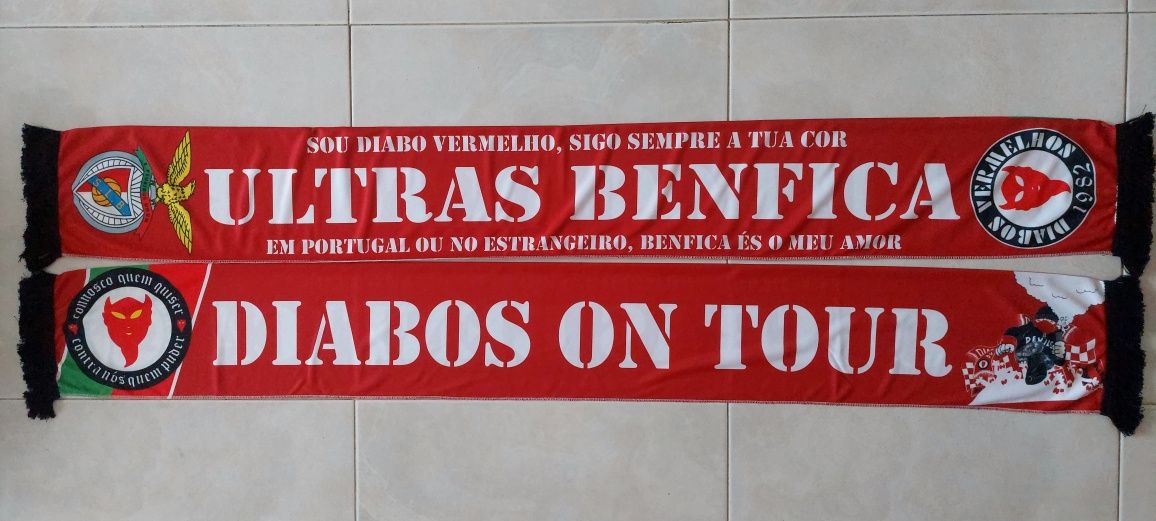 SOU DIABO VERMELHO, SIGO SEMPRE A TUA COR
ULTRAS BENFICA
EM PORTUGAL OU NO ESTRANGEIRO, BENFICA ÉS O MEU AMOR
DIABOS VERMELHOS 1982
connosco quem quiser
contra nós quem puder
DIABOS ON TOUR